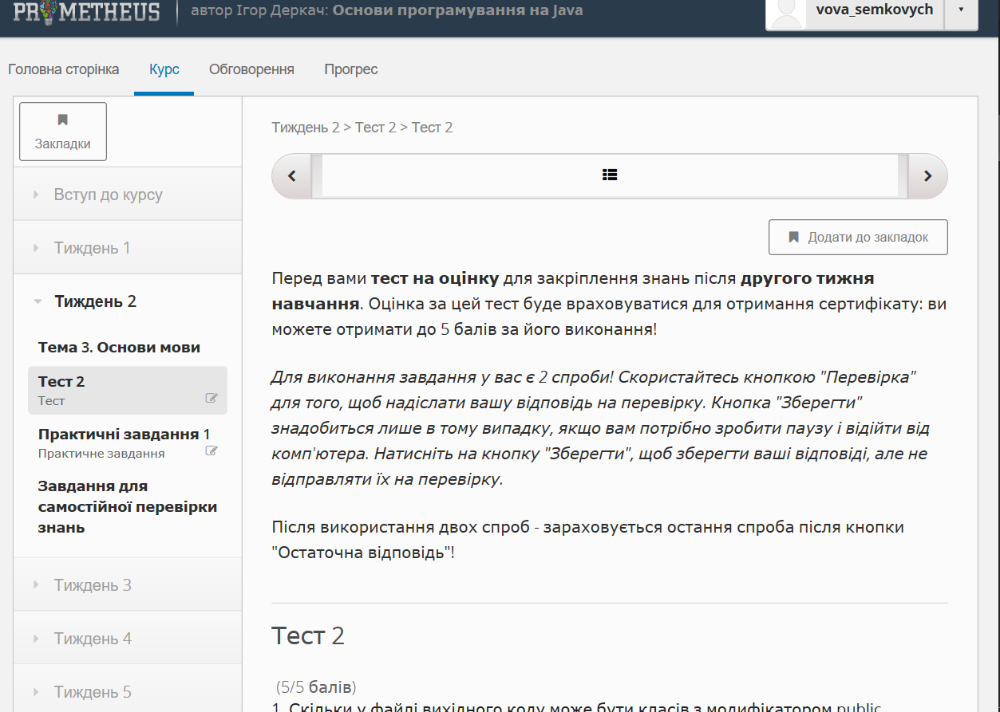 PROMETHEUS автор Ігор Деркач: Основи програмування на Java
vova_semkovych
Головна сторінка Курс Обговорення Прогрес
Закладки
Вступ до курсу
Тиждень 1
Тиждень 2
Тема 3. Основи мови
Тест 2
Тест
Практичні завдання 1
Практичне завдання
Завдання для
самостійної перевірки
знань
Тиждень 3
Тиждень 4
Тиждень 5
Тиждень 2 > Тест 2 > Тест 2
Додати до закладок
Перед вами тест на оцінку для закріплення знань після другого тижня
навчання. Оцінка за цей тест буде враховуватися для отримання сертифікату: ви
можете отримати до 5 балів за його виконання!
Для виконання завдання у вас є 2 спроби! Скористайтесь кнопкою "Перевірка"
для того, щоб надіслати вашу відповідь на перевірку. Кнопка "Зберегти"
знадобиться лише в тому випадку, якщо вам потрібно зробити паузу і відійти від
комп'ютера. Натисніть на кнопку "Зберегти", щоб зберегти ваші відповіді, але не
відправляти їх на перевірку.
Після використання двох спроб - зараховується остання спроба після кнопки
"Остаточна відповідь"!
Тест 2
(5/5 балів)
1. Скільки у файлі вихідного коду може бути класів з модифікатором public